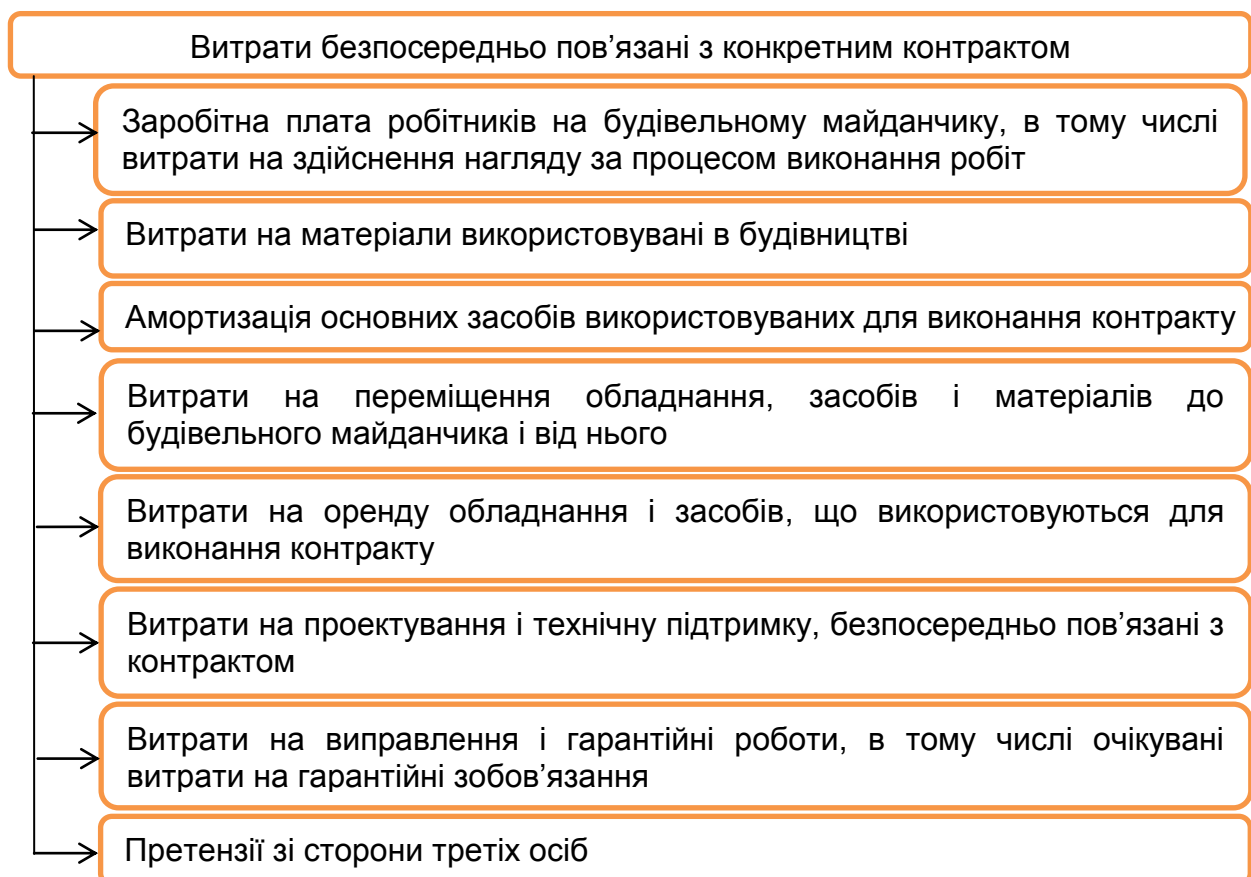 Витрати безпосередньо пов’язані з конкретним контрактом
Заробітна плата робітників на будівельному майданчику, в тому числі
витрати на здійснення нагляду за процесом виконання робіт
Витрати на матеріали використовувані в будівництві
Амортизація основних засобів використовуваних для виконання контракту
Витрати на переміщення обладнання, засобів і матеріалів до
будівельного майданчика і від нього
Витрати на оренду обладнання і засобів, що використовуються для
виконання контракту
Витрати на проектування і технічну підтримку, безпосередньо пов’язані з
контрактом
Витрати на виправлення і гарантійні роботи, в тому числі очікувані
витрати на гарантійні зобов’язання
Претензії зі сторони третіх осіб